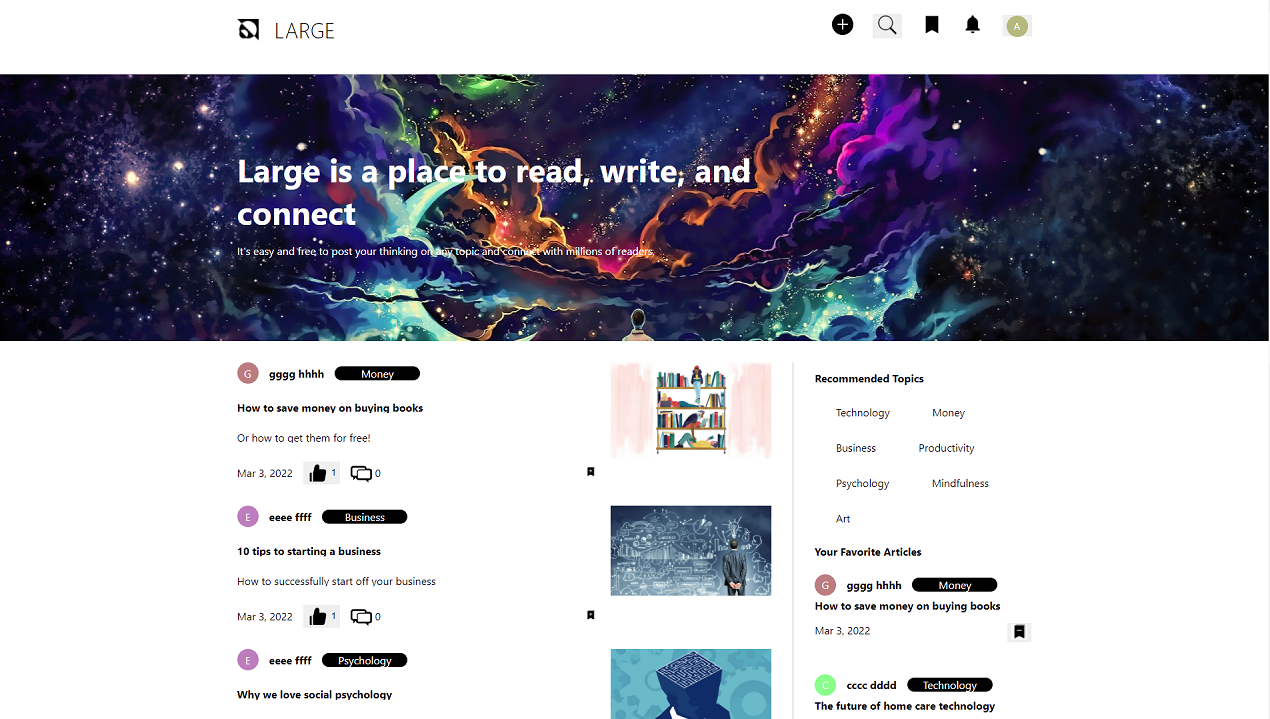 LARGE
A
Large is a place to read, write, and
connect
It's easy and free to post your thinking on any topic and connect with millions of readers.
G gggg hhhh Money
How to save money on buying books
Or how to get them for free!
Mar 3, 2022 1 0
E eeee ffff Business
10 tips to starting a business
How to successfully start off your business
Mar 3, 2022 1 0
E eeee ffff Psychology
Why we love social psychology
Recommended Topics
Technology Money
Business Productivity
Psychology Mindfulness
Art
Your Favorite Articles
G gggg hhhh Money
How to save money on buying books
Mar 3, 2022
C cccc dddd Technology
The future of home care technology